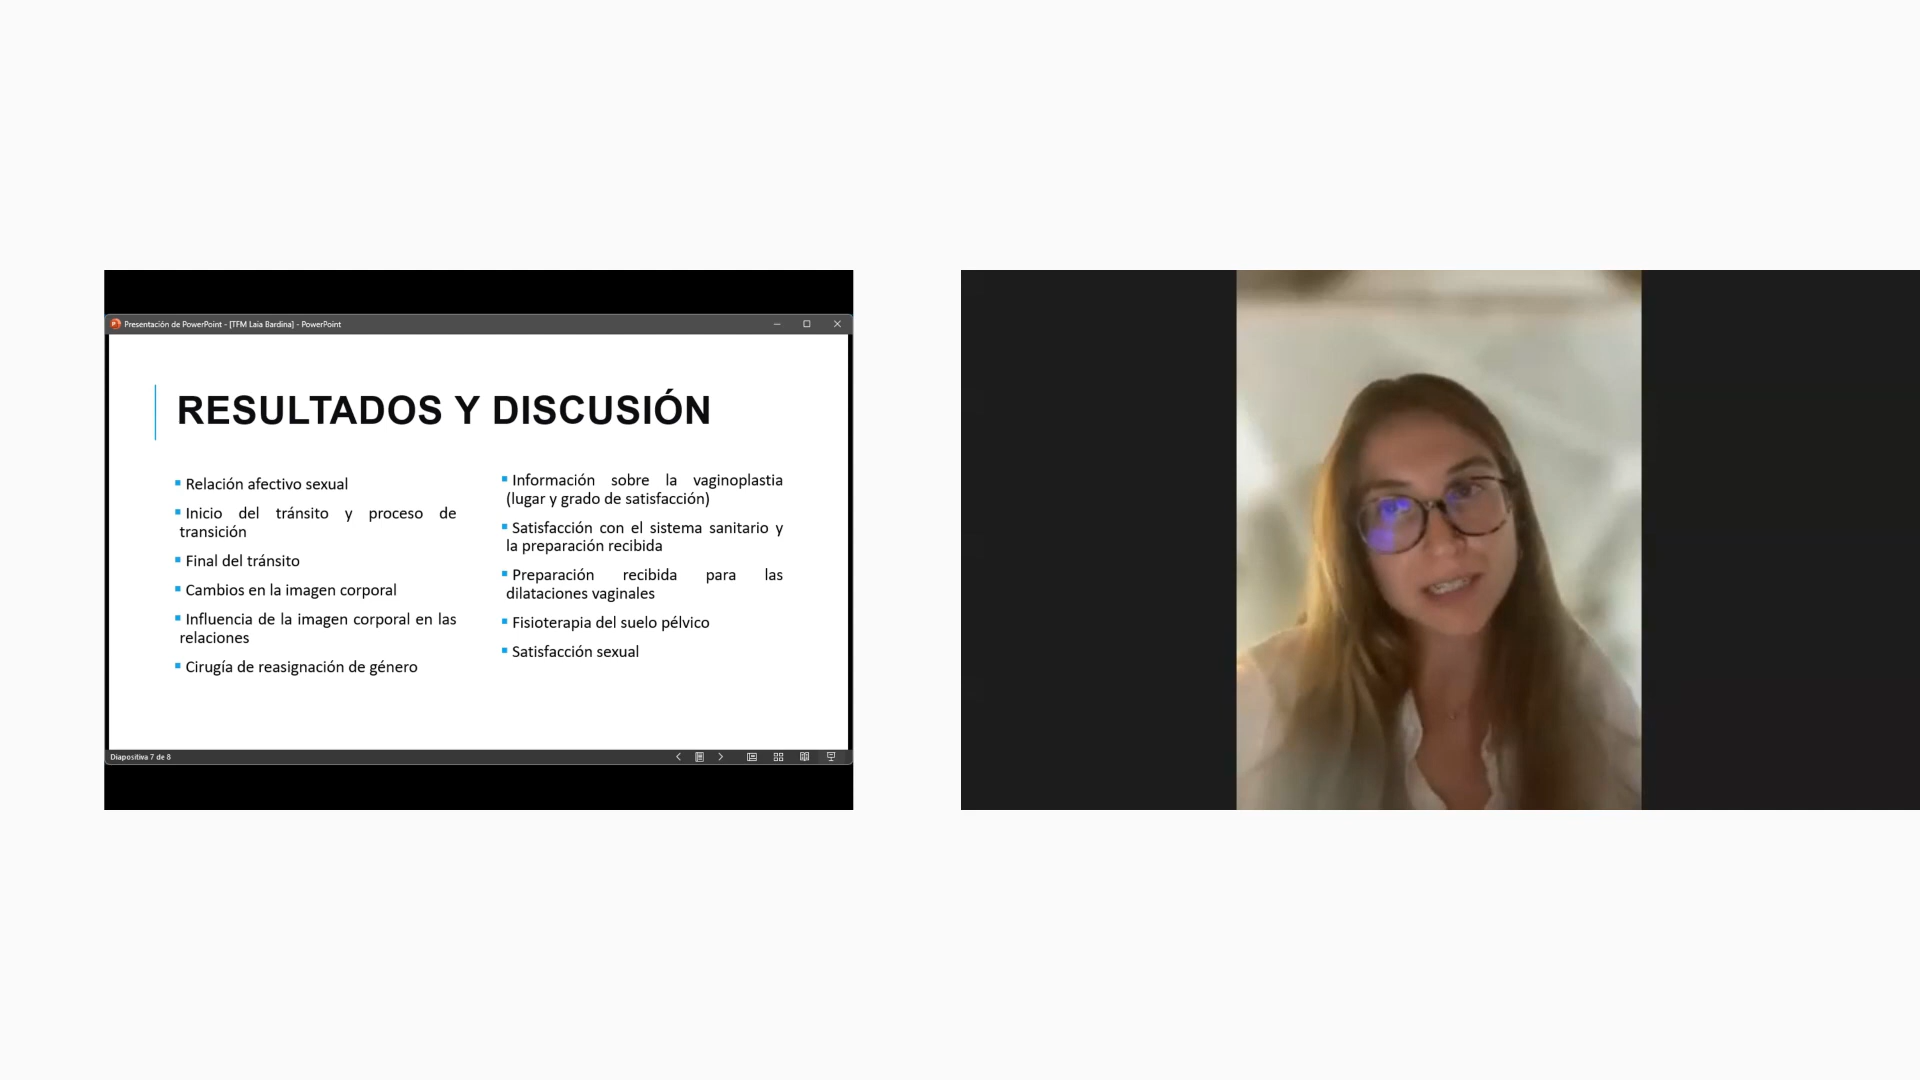 Presentación de PowerPoint - [TFM Laia Bardina] - PowerPoint
RESULTADOS Y DISCUSIÓN
Relación afectivo sexual
Inicio del tránsito y proceso de
transición
Final del tránsito
Cambios en la imagen corporal
Influencia de la imagen corporal en las
relaciones
Cirugía de reasignación de género
Información sobre la vaginoplastia
(lugar y grado de satisfacción)
Satisfacción con el sistema sanitario y
la preparación recibida
Preparación recibida para las
dilataciones vaginales
Fisioterapia del suelo pélvico
Satisfacción sexual
Diapositiva 7 de 8